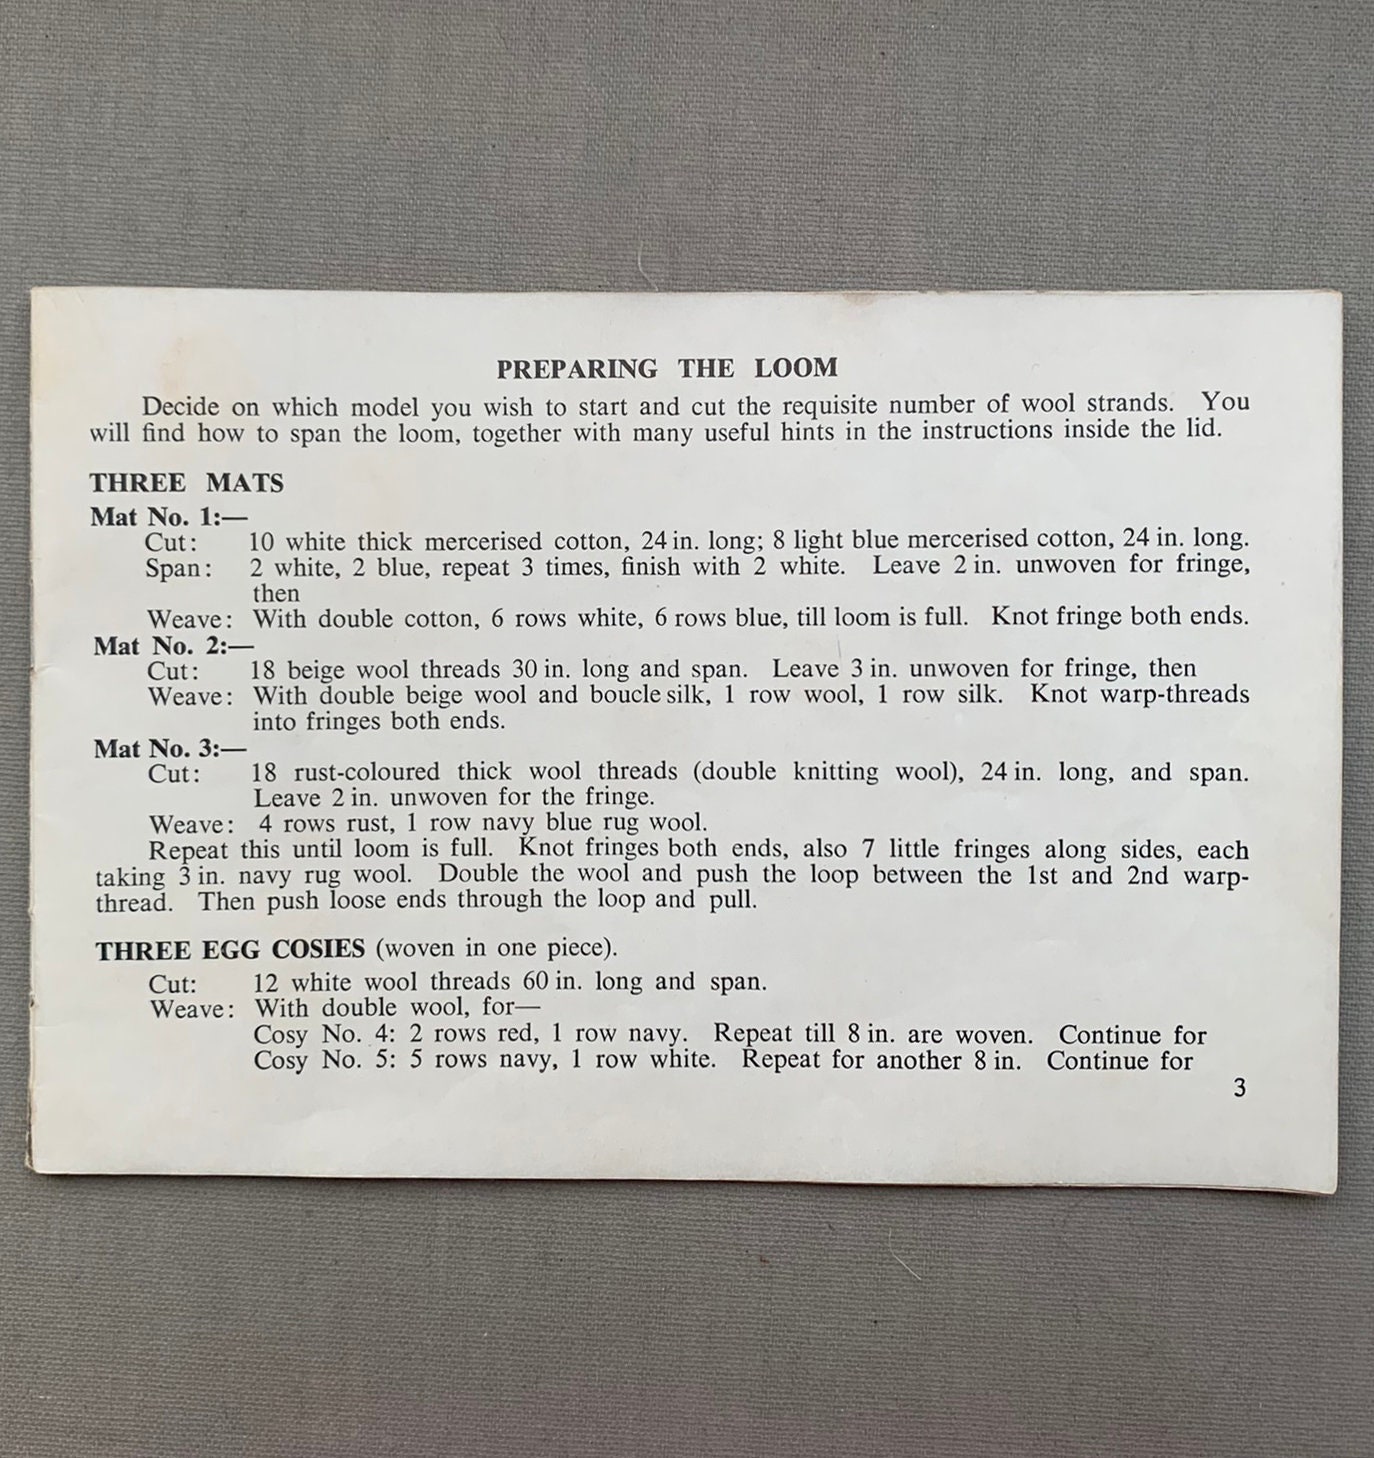 PREPARING THE LOOM
Decide on which model you wish to start and cut the requisite number of wool strands. You
will find how to span the loom, together with many useful hints in the instructions inside the lid.
THREE MATS
Mat No. 1:—
Cut: 10 white thick mercerised cotton, 24 in. long; 8 light blue mercerised cotton, 24 in. long.
Span: 2 white, 2 blue, repeat 3 times, finish with 2 white. Leave 2 in. unwoven for fringe,
then
Weave: With double cotton, 6 rows white, 6 rows blue, till loom is full. Knot fringe both ends.
Mat No. 2:—
Cut: 18 beige wool threads 30 in. long and span. Leave 3 in. unwoven for fringe, then
Weave: With double beige wool and boucle silk, 1 row wool, 1 row silk. Knot warp-threads
into fringes both ends.
Mat No. 3:—
Cut: 18 rust-coloured thick wool threads (double knitting wool), 24 in. long, and span.
Leave 2 in. unwoven for the fringe.
Weave: 4 rows rust, 1 row navy blue rug wool.
Repeat this until loom is full. Knot fringes both ends, also 7 little fringes along sides, each
taking 3 in. navy rug wool. Double the wool and push the loop between the 1st and 2nd warp-
thread. Then push loose ends through the loop and pull.
THREE EGG COSIES (woven in one piece).
Cut: 12 white wool threads 60 in. long and span.
Weave: With double wool, for—
Cosy No. 4: 2 rows red, 1 row navy. Repeat till 8 in. are woven. Continue for
Cosy No. 5: 5 rows navy, 1 row white. Repeat for another 8 in. Continue for
3